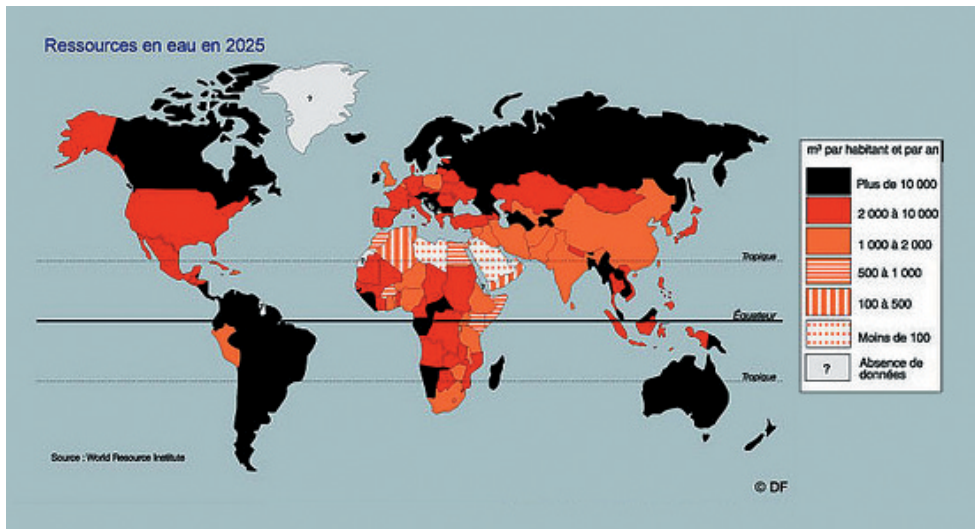 Ressources en eau en 2025
?
m³ par habitant et par an
Plus de 10 000
2 000 à 10 000
1 000 à 2 000
500 à 1 000
100 à 500
Moins de 100
?
Absence de
données
?
?
Tropique
Équateur
Tropique
Source : World Resource Institute
© DF